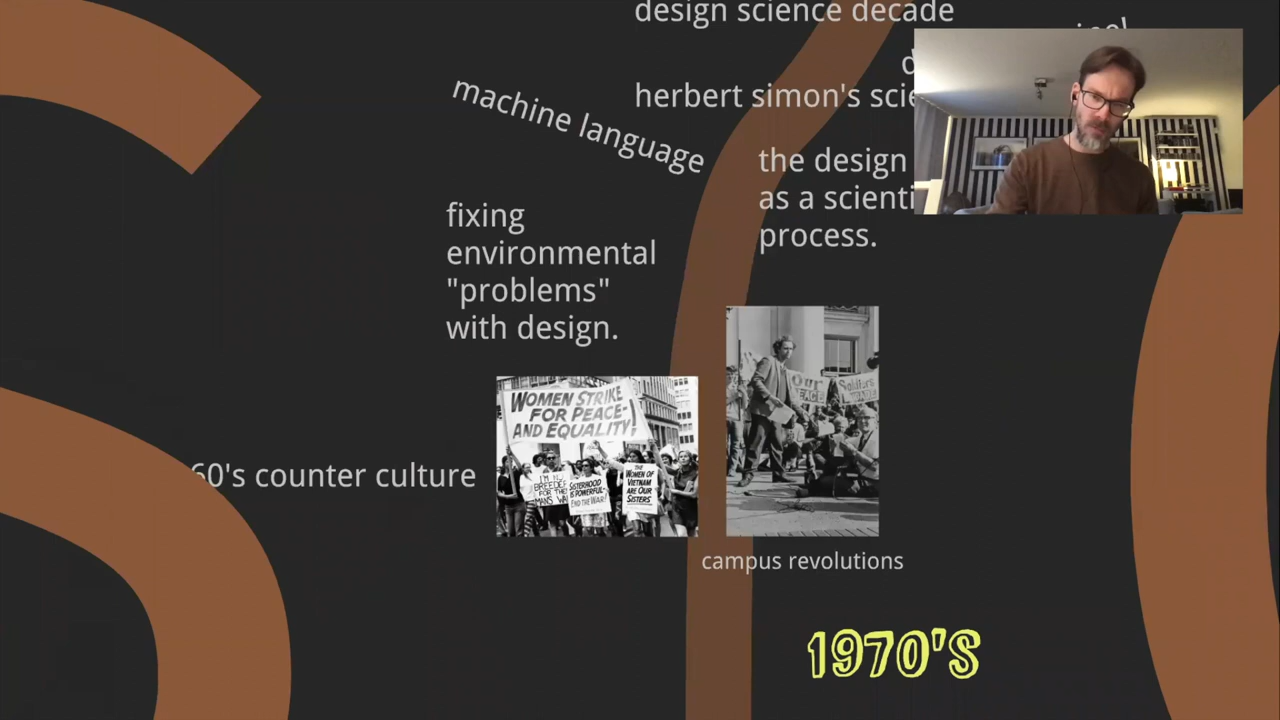 design science decade
machine language
herbert simon's
the design
as a
process.
fixing
environmental
"problems"
with design.
WOMEN STRIKE
FOR PEACE-
AND EQUALITY!
SISTERHOOD
IS POWERFUL-
END THE WAR!
THE
WOMEN OF
VIETNAM
ARE OUR
SISTERS
OUR
60's counter culture
campus revolutions
1970's